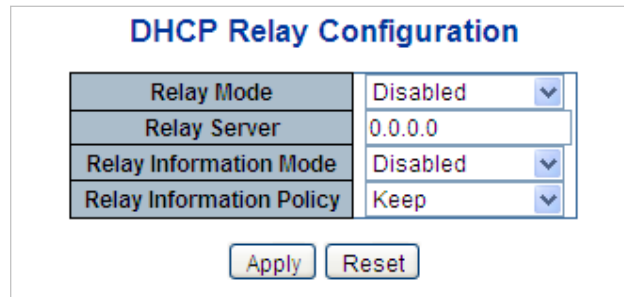 DHCP Relay Configuration
Relay Mode Disabled
Relay Server 0.0.0.0
Relay Information Mode Disabled
Relay Information Policy Keep
Apply Reset